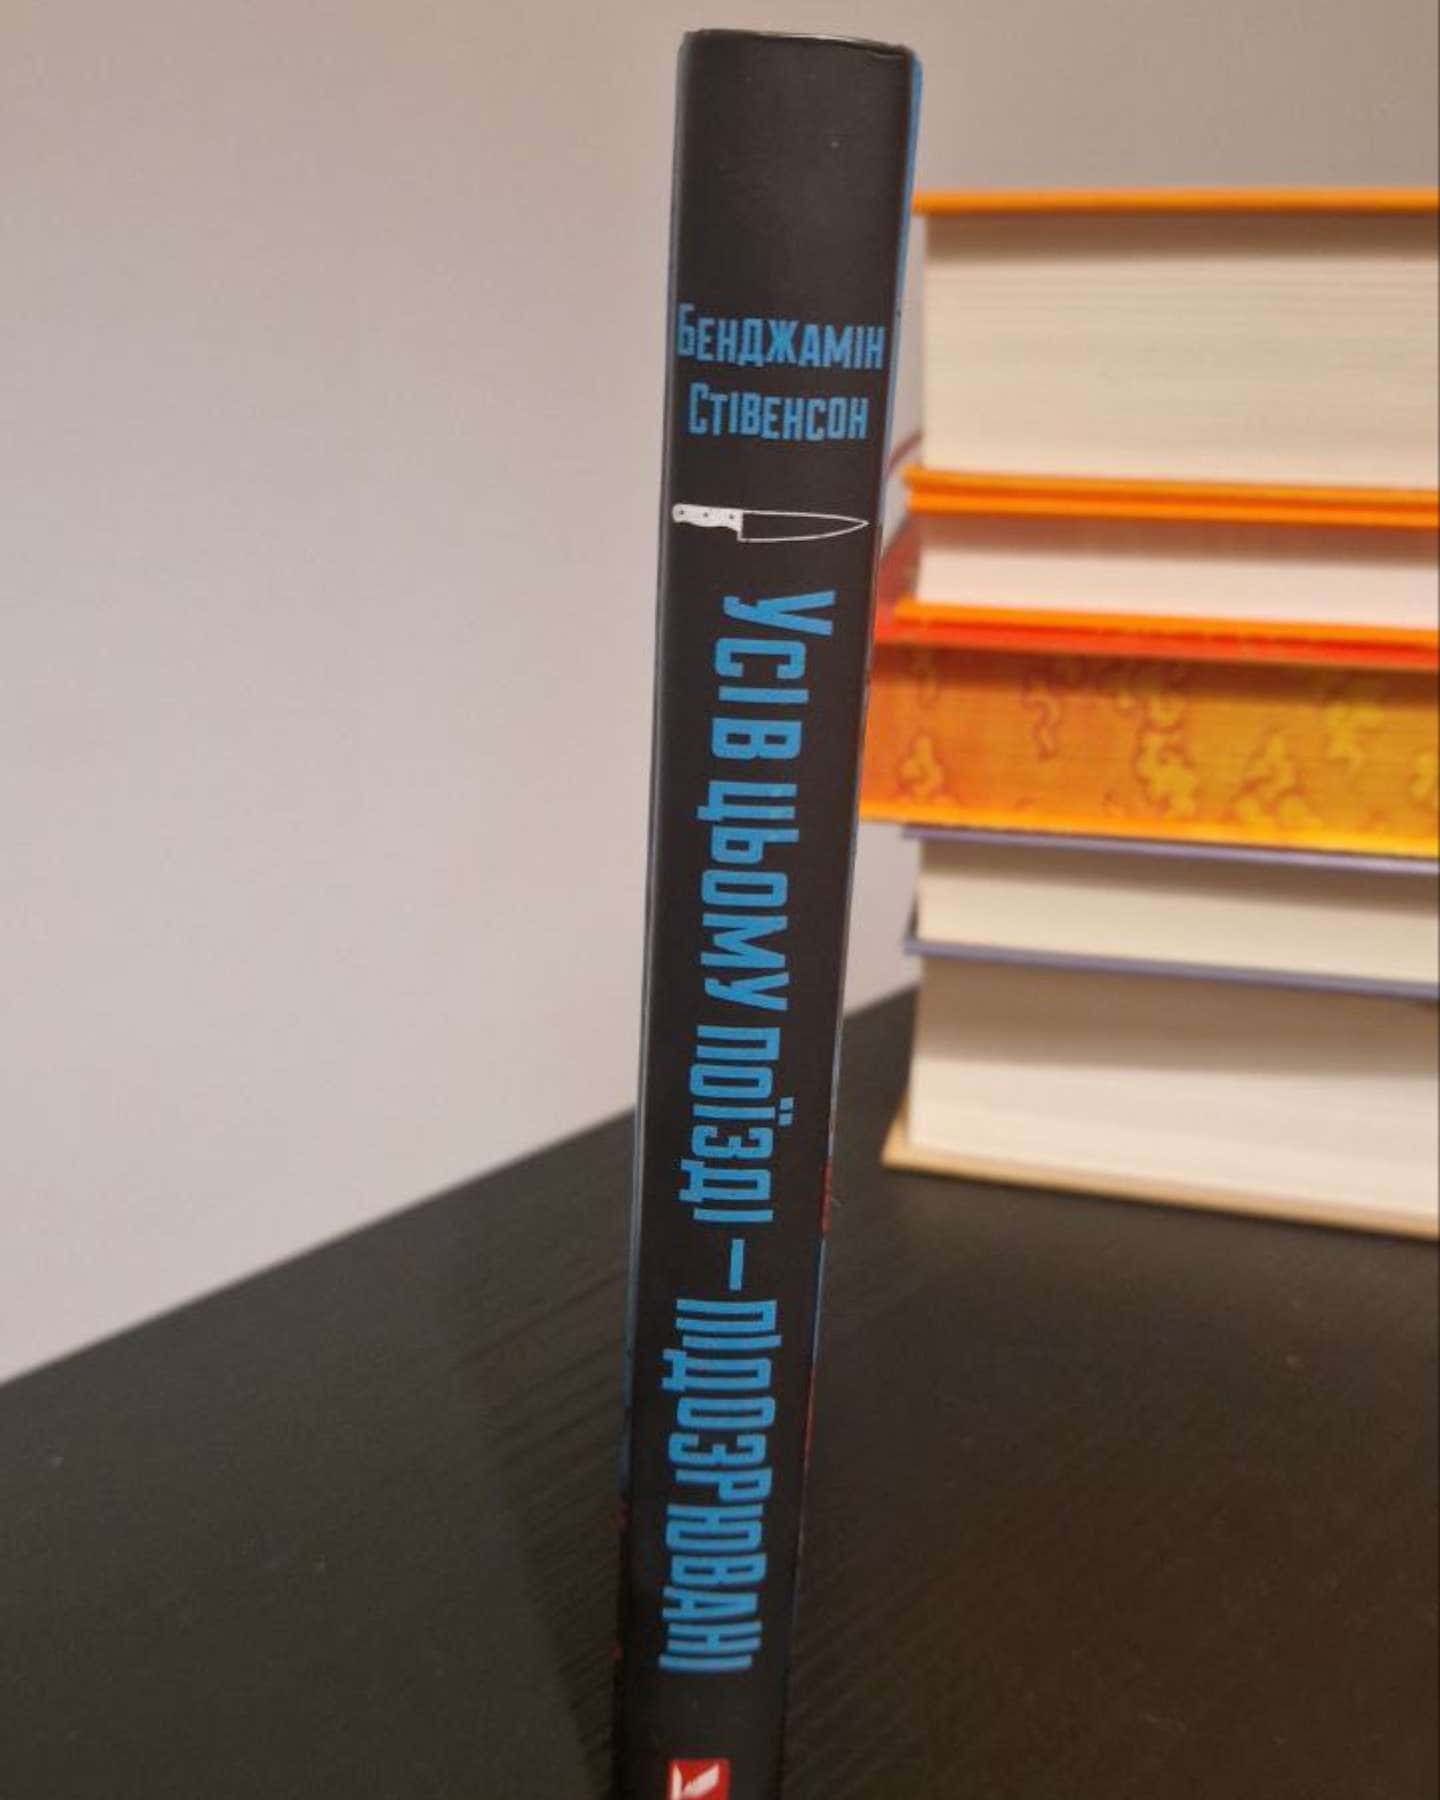 Бенджамін
Стівенсон
Усі в цьому поїзді – підозрювані